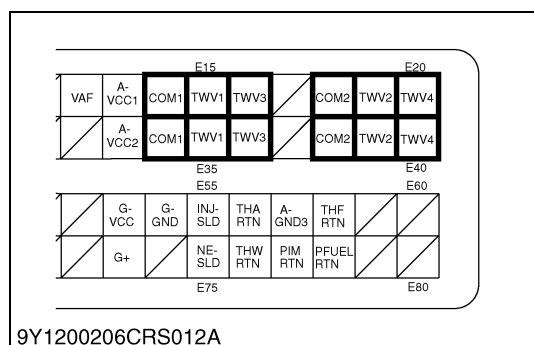 E15 E20
VAF A-VCC1 COM1 TWV1 TWV3 COM2 TWV2 TWV4
A-VCC2 COM1 TWV1 TWV3 COM2 TWV2 TWV4
E35 E40
E55 E60
G-VCC G-GND INJ-SLD THA RTN A-GND3 THF RTN
G+ NE-SLD THW RTN PIM RTN PFUEL RTN
E75 E80
9Y1200206CRS012A